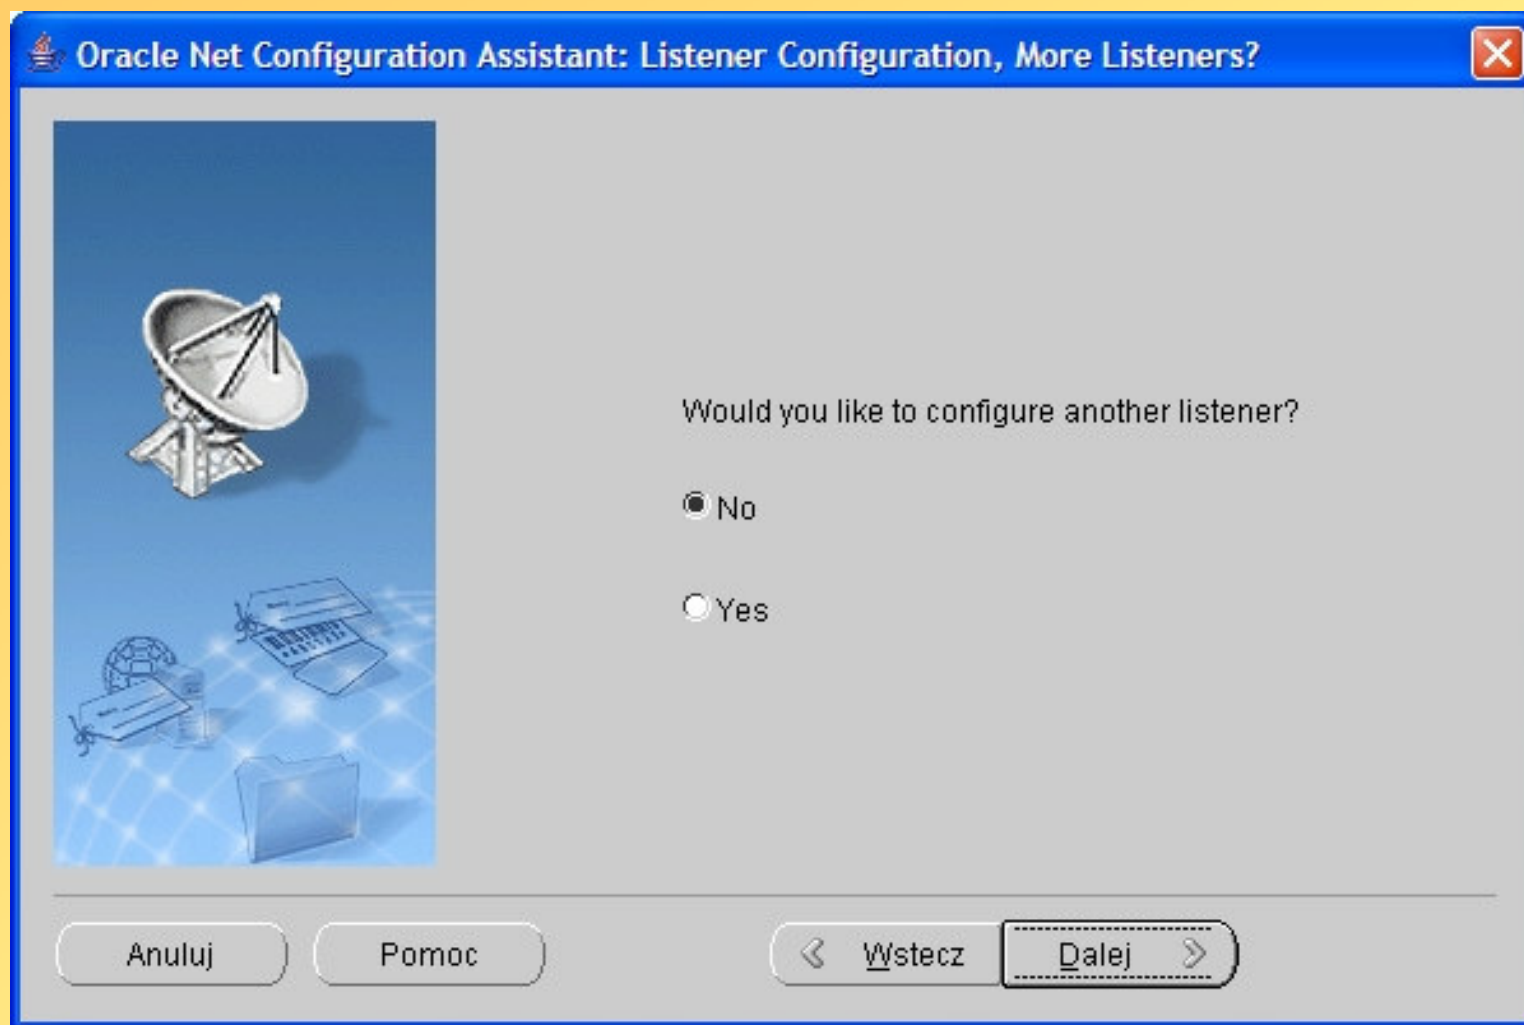 Oracle Net Configuration Assistant: Listener Configuration, More Listeners?
Would you like to configure another listener?
No
Yes
Anuluj
Pomoc
Wstecz
Dalej